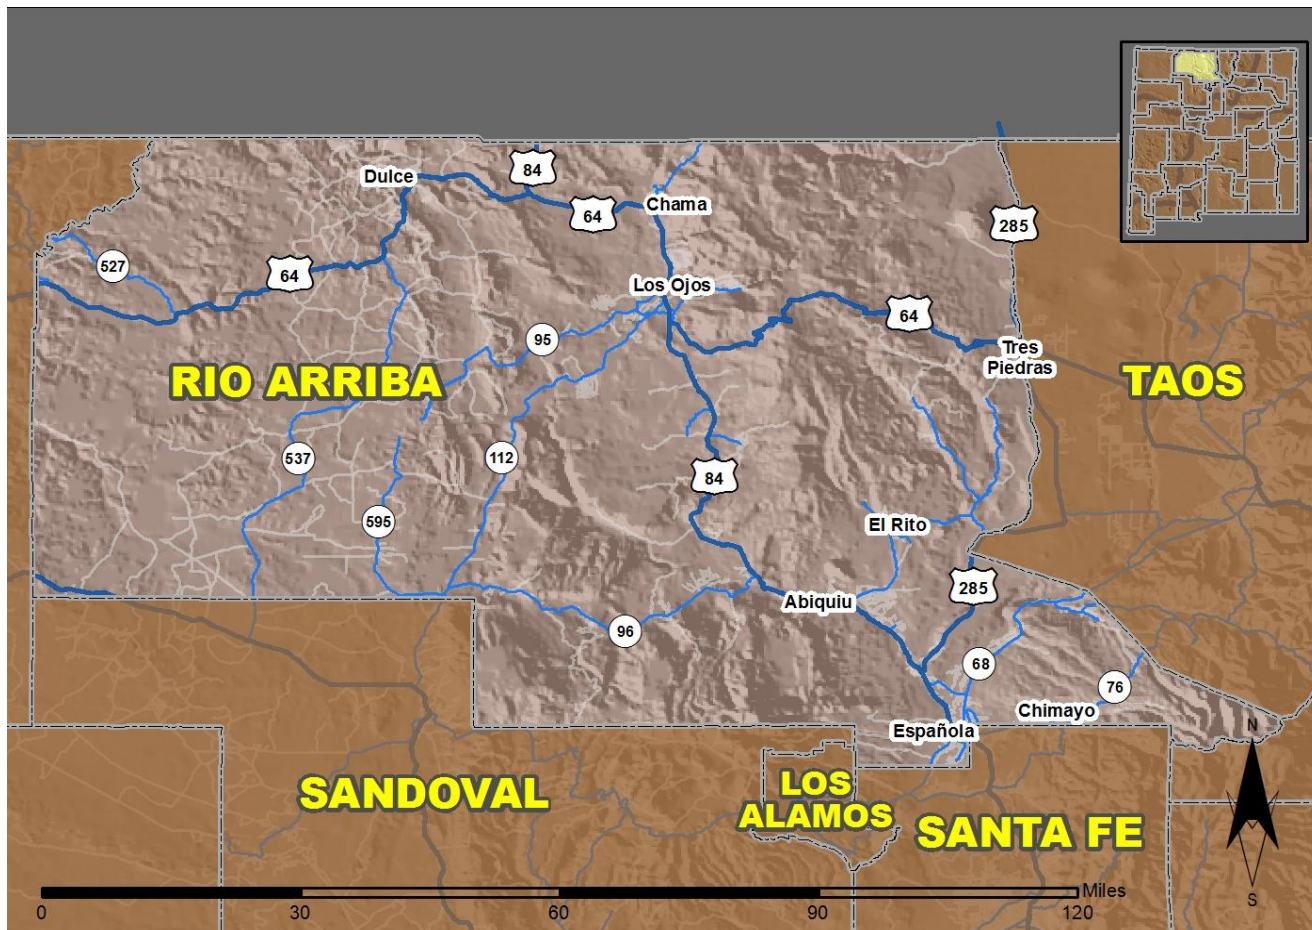 84
Dulce
Chama
64
285
527
64
Los Ojos
64
95
Tres
Piedras
RIO ARRIBA
TAOS
537
112
84
595
El Rito
285
Abiquiu
96
68
76
Chimayo
N
Española
SANDOVAL
LOS
ALAMOS
SANTA FE
Miles
S
0 30 60 90 120